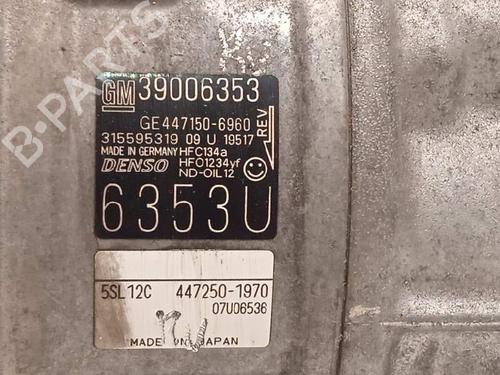 B-PARTS
GM 39006353
GE447150-6960
315595319 09 U 19517
REV
MADE IN GERMANY HFC134a
DENSO HFO1234yf
ND-OIL12
6353U
5SL12C 447250-1970
07U06536
MADE IN JAPAN